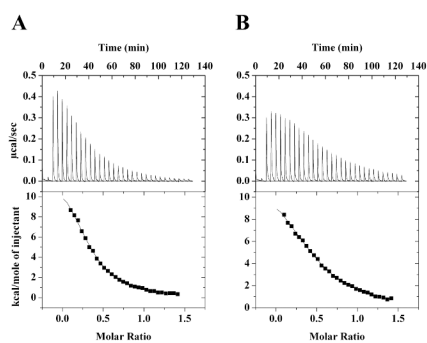 A B
Time (min) Time (min)
0 20 40 60 80 100 120 140 0 20 40 60 80 100 120 140
0.5 0.5
0.4 0.4
0.3 0.3
0.2 0.2
0.1 0.1
0.0 0.0
µcal/sec
10 10
8 8
6 6
4 4
2 2
0 0
kcal/mole of injectant
0.0 0.5 1.0 1.5 0.0 0.5 1.0 1.5
Molar Ratio Molar Ratio